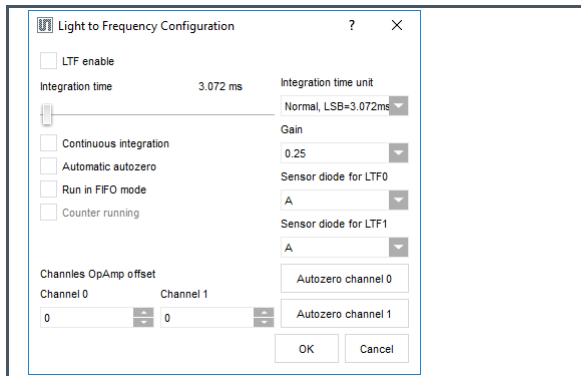 Light to Frequency Configuration ? ×
LTF enable
Integration time 3.072 ms
Integration time unit
Normal, LSB=3.072ms
Continuous integration
Automatic autozero
Run in FIFO mode
Counter running
Gain
0.25
Sensor diode for LTF0
A
Sensor diode for LTF1
A
Channles OpAmp offset
Channel 0 Channel 1
0 0
Autozero channel 0
Autozero channel 1
OK Cancel